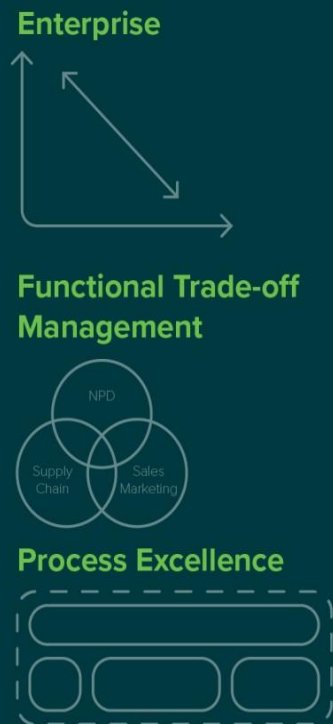 Enterprise
Functional Trade-off
Management
NPD
Supply
Chain
Sales
Marketing
Process Excellence